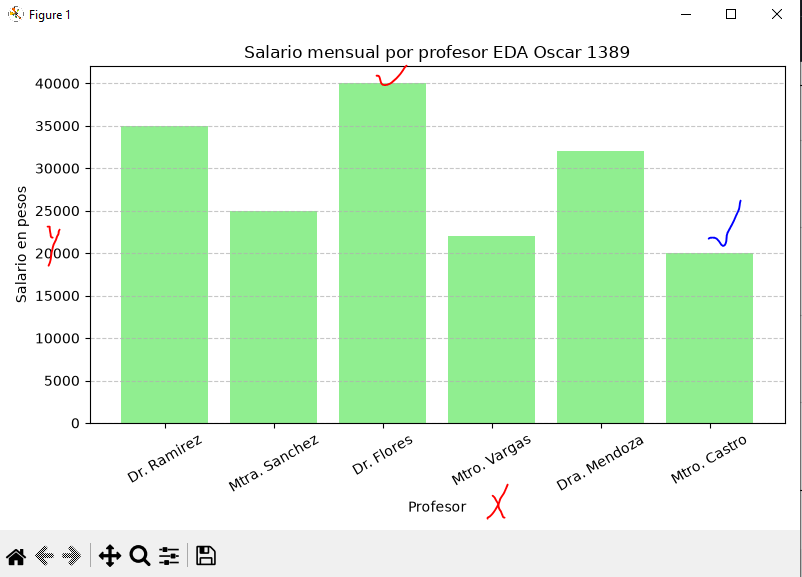 Figure 1
Salario mensual por profesor EDA Oscar 1389
40000
35000
30000
25000
20000
15000
10000
5000
0
Salario en pesos
Y
Dr. Ramirez
Mtra. Sanchez
Dr. Flores
Mtro. Vargas
Dra. Mendoza
Mtro. Castro
Profesor
X